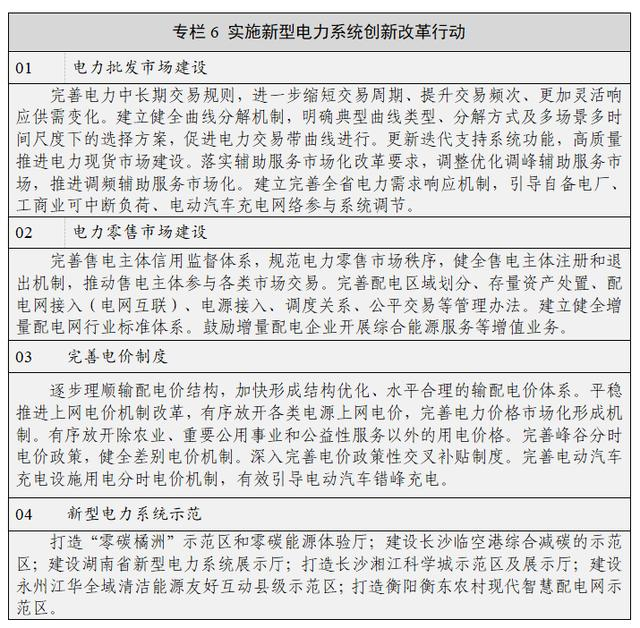 专栏 6 实施新型电力系统创新改革行动
01 电力批发市场建设
完善电力中长期交易规则，进一步缩短交易周期、提升交易频次、更加灵活响
应供需变化。建立健全曲线分解机制，明确典型曲线类型、分解方式及多场景多时
间尺度下的选择方案，促进电力交易带曲线进行。更新迭代支持系统功能，高质量
推进电力现货市场建设。落实辅助服务市场化改革要求，调整优化调峰辅助服务市
场，推进调频辅助服务市场化。建立完善全省电力需求响应机制，引导自备电厂、
工商业可中断负荷、电动汽车充电网络参与系统调节。
02 电力零售市场建设
完善售电主体信用监督体系，规范电力零售市场秩序，健全售电主体注册和退
出机制，推动售电主体参与各类市场交易。完善配电区域划分、存量资产处置、配
电网接入（电网互联）、电源接入、调度关系、公平交易等管理办法。建立健全增
量配电网行业标准体系。鼓励增量配电企业开展综合能源服务等增值业务。
03 完善电价制度
逐步理顺输配电价结构，加快形成结构优化、水平合理的输配电价体系。平稳
推进上网电价机制改革，有序放开各类电源上网电价，完善电力价格市场化形成机
制。有序放开除农业、重要公用事业和公益性服务以外的用电价格。完善峰谷分时
电价政策，健全差别电价机制。深入完善电价政策性交叉补贴制度。完善电动汽车
充电设施用电分时电价机制，有效引导电动汽车错峰充电。
04 新型电力系统示范
打造“零碳橘洲”示范区和零碳能源体验厅；建设长沙临空港综合减碳的示范
区；建设湖南省新型电力系统展示厅；打造长沙湘江科学城示范区及展示厅；建设
永州江华全域清洁能源友好互动县级示范区；打造衡阳衡东农村现代智慧配电网示
范区。